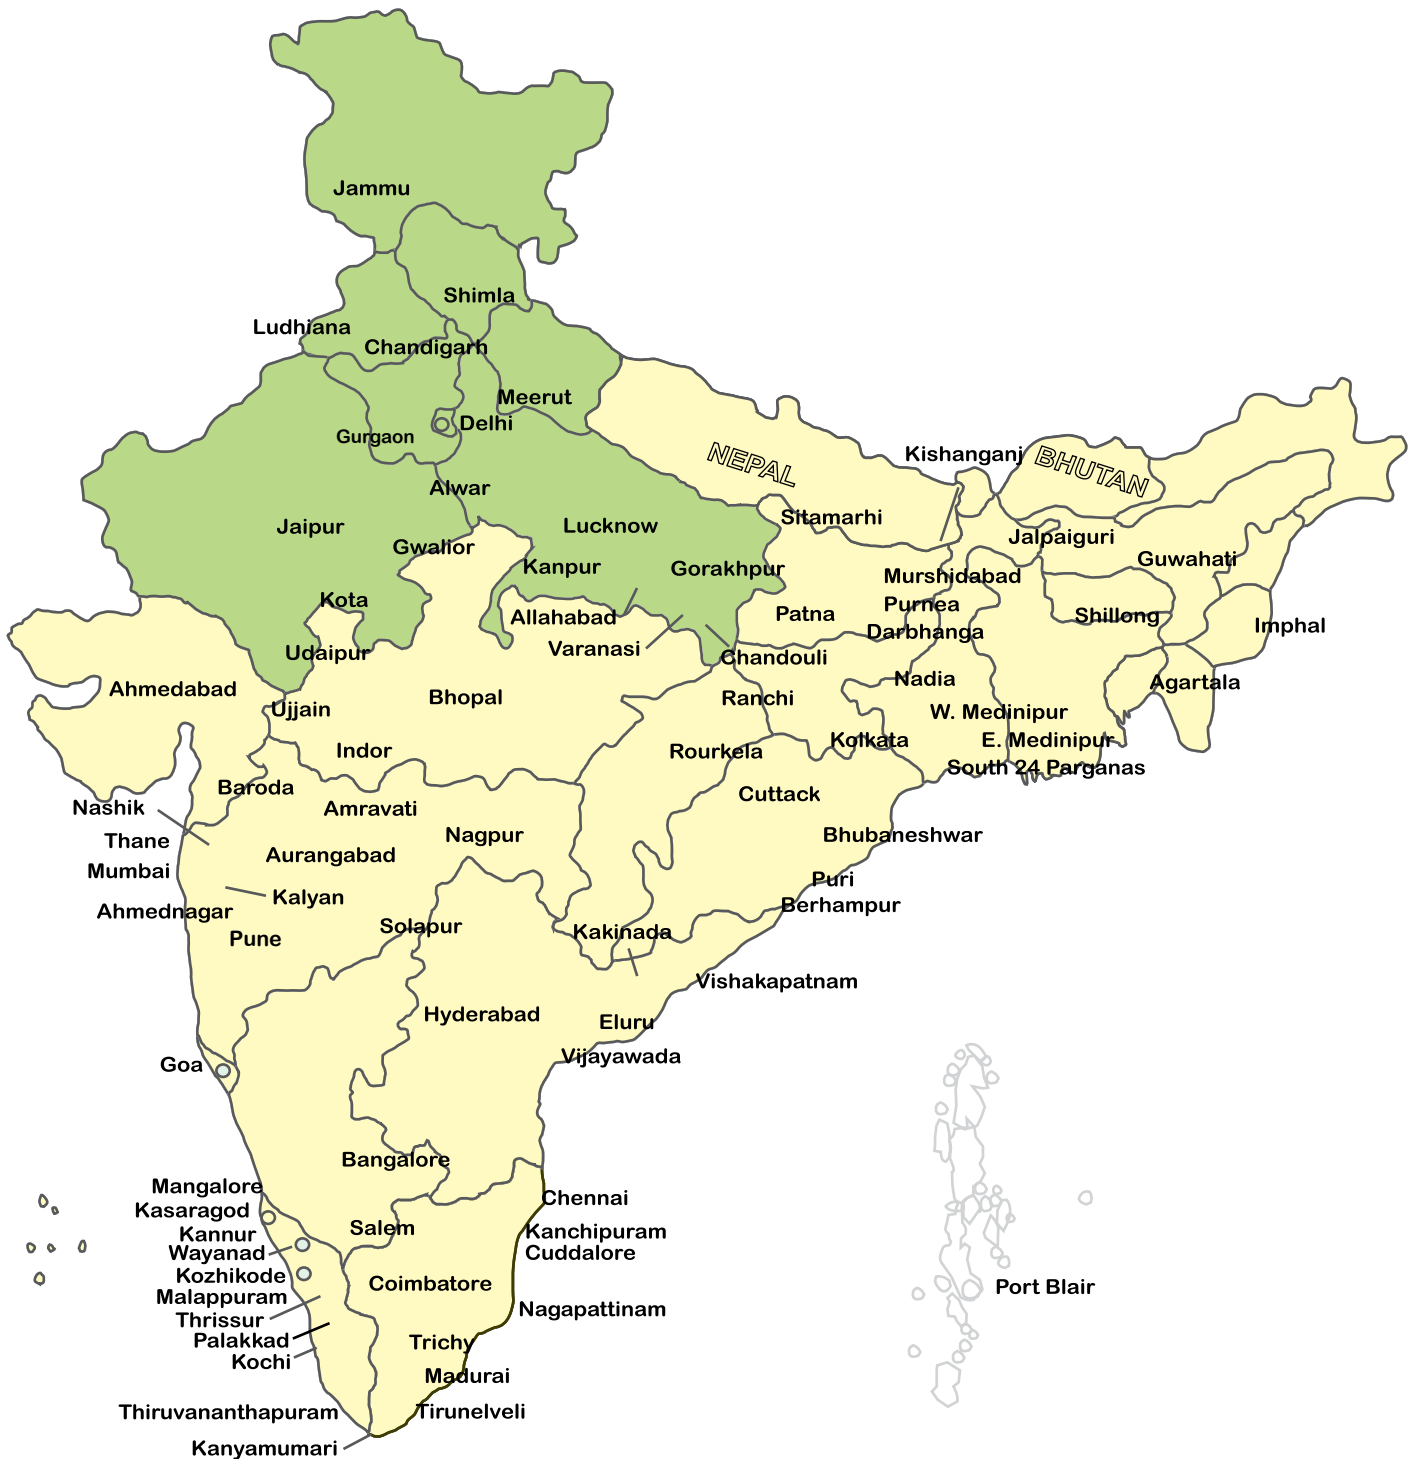 Jammu
Shimla
Ludhiana
Chandigarh
Meerut
Delhi
Gurgaon
NEPAL
Kishanganj
BHUTAN
Alwar
Jaipur
Lucknow
Sitamarhi
Jalpaiguri
Gwalior
Kanpur
Gorakhpur
Guwahati
Murshidabad
Kota
Allahabad
Patna
Purnea
Shillong
Imphal
Darbhanga
Udaipur
Varanasi
Chandouli
Ahmedabad
Nadia
Agartala
Ujjain
Bhopal
Ranchi
W. Medinipur
Indor
Rourkela
Kolkata
E. Medinipur
South 24 Parganas
Baroda
Cuttack
Nashik
Amravati
Thane
Nagpur
Bhubaneshwar
Mumbai
Aurangabad
Puri
Kalyan
Ahmednagar
Berhampur
Pune
Solapur
Kakinada
Vishakapatnam
Hyderabad
Eluru
Goa
Vijayawada
Bangalore
Mangalore
Chennai
Kasaragod
Kannur
Salem
Kanchipuram
Wayanad
Cuddalore
Kozhikode
Coimbatore
Port Blair
Malappuram
Nagapattinam
Thrissur
Palakkad
Trichy
Kochi
Madurai
Thiruvananthapuram
Tirunelveli
Kanyamumari